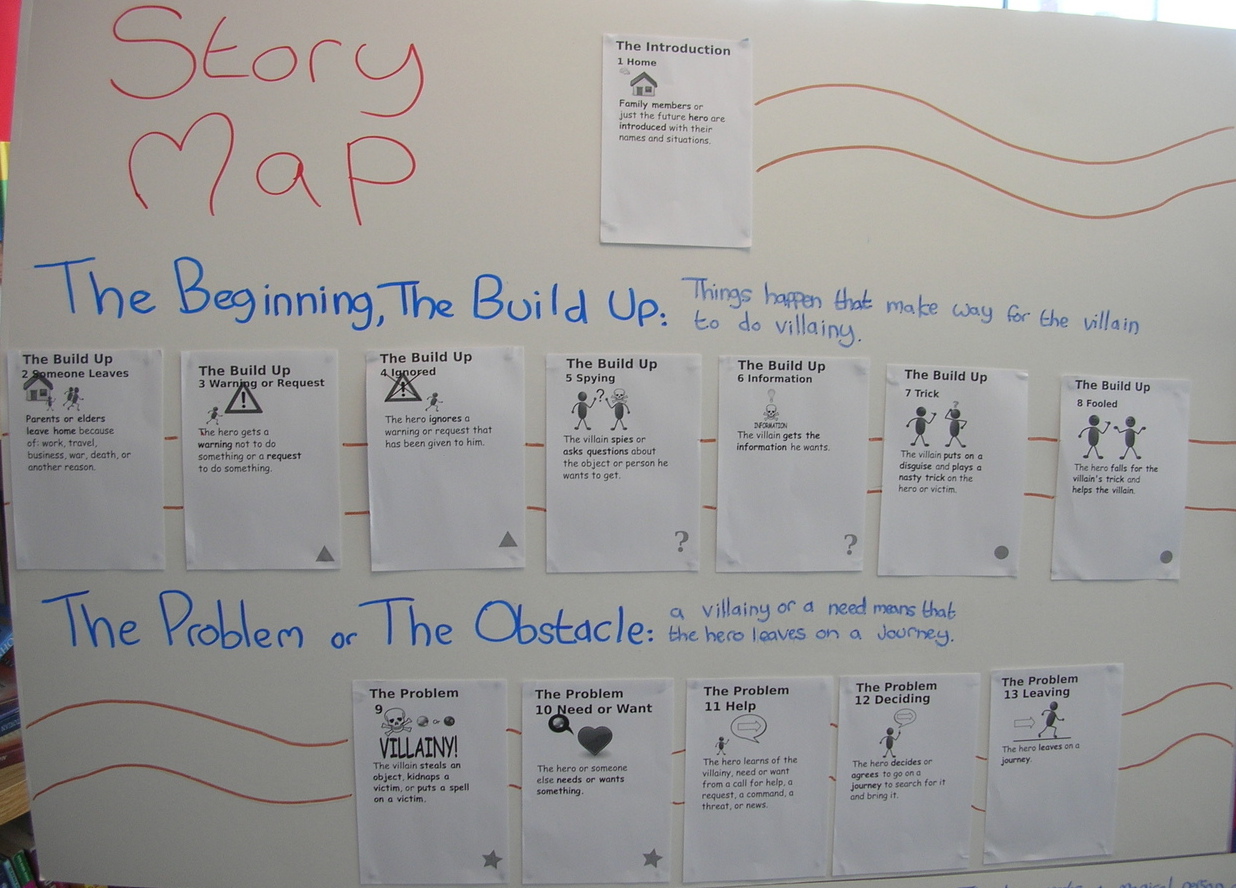 Story
Map
The Introduction
1 Home
Family members or
just the future hero are
introduced with their
names and situations.
The Beginning, The Build Up:
Things happen that make way for the villain
to do villainy.
The Build Up
2 Someone Leaves
Parents or elders
leave home because
of: work, travel,
business, war, death, or
another reason.
The Build Up
3 Warning or Request
The hero gets a
warning not to do
something or a request
to do something.
The Build Up
4 Ignored
The hero ignores a
warning or request that
has been given to him.
The Build Up
5 Spying
?
The villain spies or
asks questions about
the object or person he
wants to get.
?
The Build Up
6 Information
INFORMATION
The villain gets the
information he wants.
?
The Build Up
7 Trick
?
The villain puts on a
disguise and plays a
nasty trick on the
hero or victim.
The Build Up
8 Fooled
The hero falls for the
villain's trick and
helps the villain.
The Problem or The Obstacle:
a villainy or a need means that
the hero leaves on a journey.
The Problem
9
or
VILLAINY!
The villain steals an
object, kidnaps a
victim, or puts a spell
on a victim.
The Problem
10 Need or Want
The hero or someone
else needs or wants
something.
The Problem
11 Help
The hero learns of the
villainy, need or want
from a call for help, a
request, a command, a
threat, or news.
The Problem
12 Deciding
The hero decides or
agrees to go on a
journey to search for it
and bring it.
The Problem
13 Leaving
The hero leaves on a
journey.